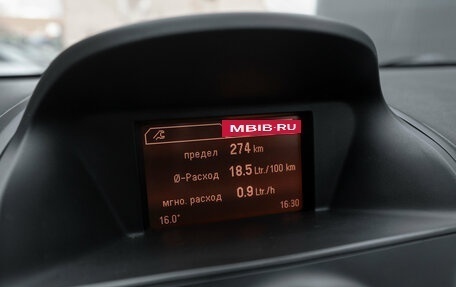 MBIB-RU
предел 274 km
Ø-Расход 18.5 Ltr./100 km
мгно. расход 0.9 Ltr./h
16.0° 16:30